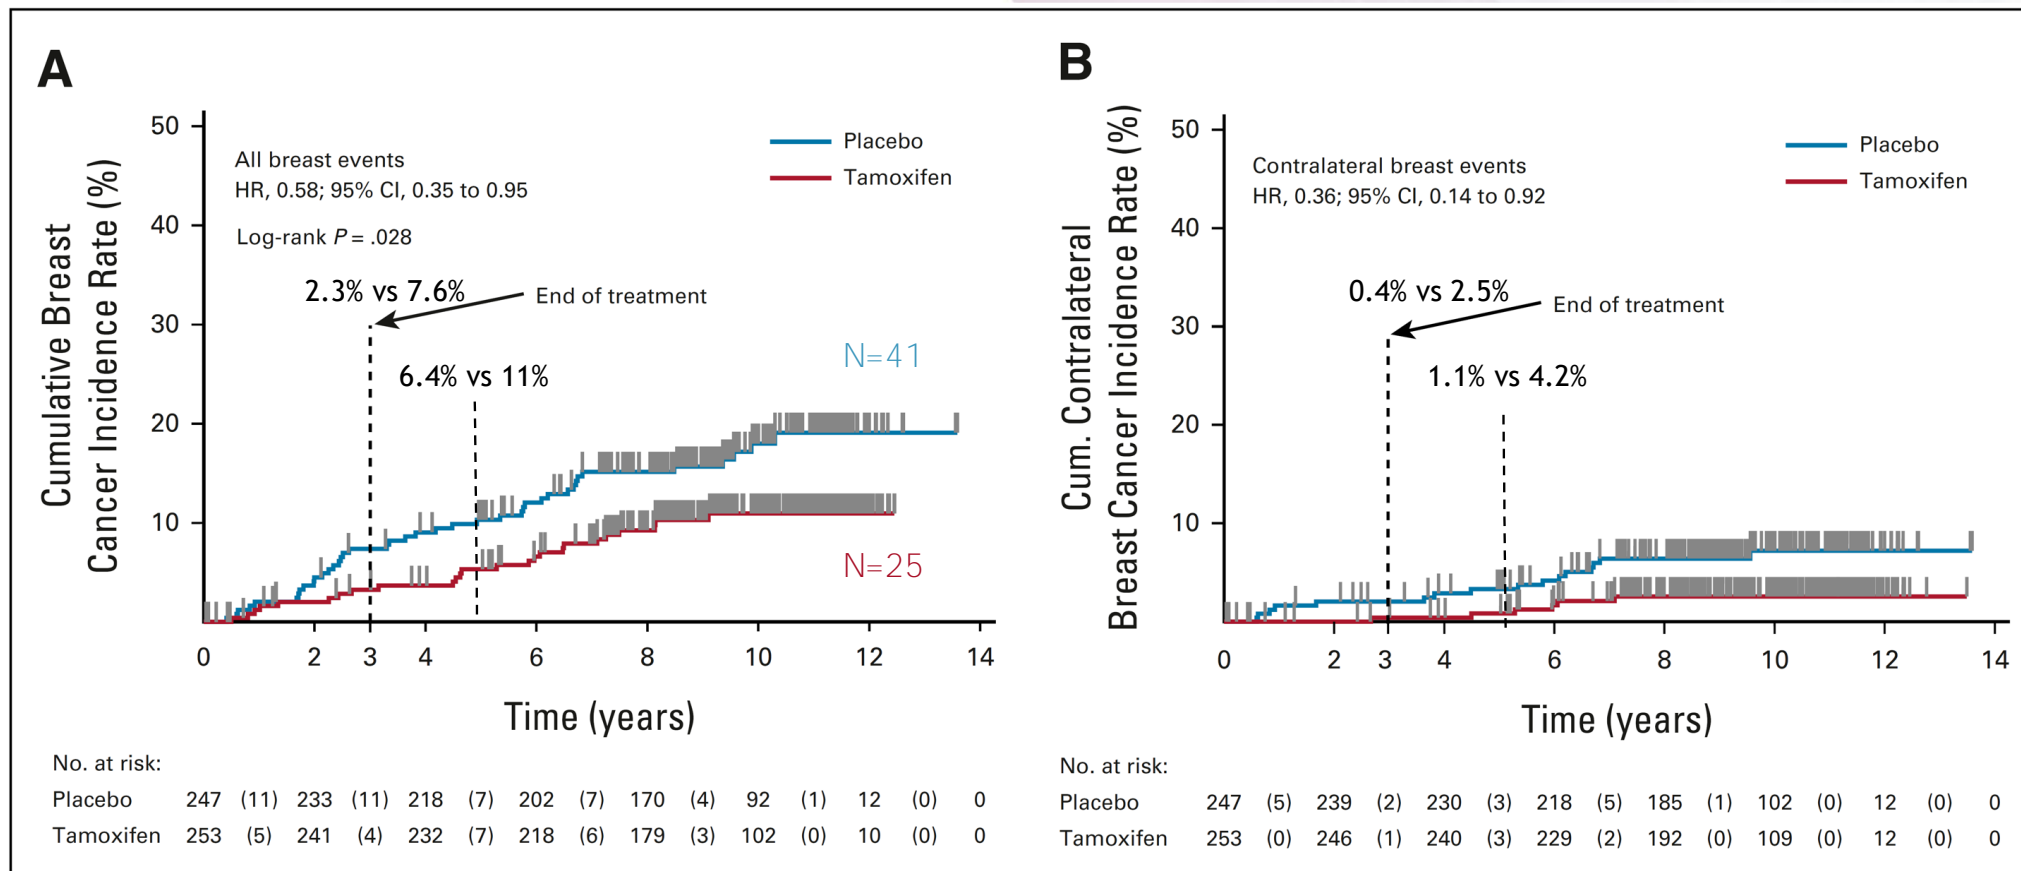 A
Cumulative Breast
Cancer Incidence Rate (%)
50
40
30
20
10
All breast events
HR, 0.58; 95% CI, 0.35 to 0.95
Log-rank P = .028
Placebo
Tamoxifen
2.3% vs 7.6%
End of treatment
6.4% vs 11%
N=41
N=25
0 2 3 4 6 8 10 12 14
Time (years)
No. at risk:
Placebo 247 (11) 233 (11) 218 (7) 202 (7) 170 (4) 92 (1) 12 (0) 0
Tamoxifen 253 (5) 241 (4) 232 (7) 218 (6) 179 (3) 102 (0) 10 (0) 0
B
Cum. Contralateral
Breast Cancer Incidence Rate (%)
50
40
30
20
10
Contralateral breast events
HR, 0.36; 95% CI, 0.14 to 0.92
Placebo
Tamoxifen
0.4% vs 2.5%
End of treatment
1.1% vs 4.2%
0 2 3 4 6 8 10 12 14
Time (years)
No. at risk:
Placebo 247 (5) 239 (2) 230 (3) 218 (5) 185 (1) 102 (0) 12 (0) 0
Tamoxifen 253 (0) 246 (1) 240 (3) 229 (2) 192 (0) 109 (0) 12 (0) 0